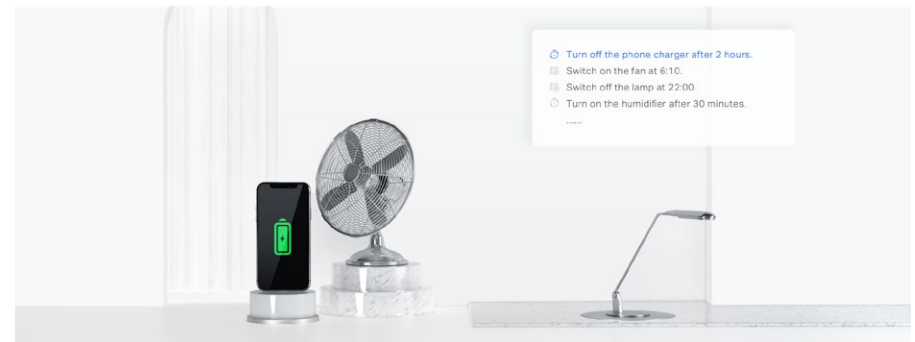 Turn off the phone charger after 2 hours.
Switch on the fan at 6:10.
Switch off the lamp at 22:00.
Turn on the humidifier after 30 minutes.
......